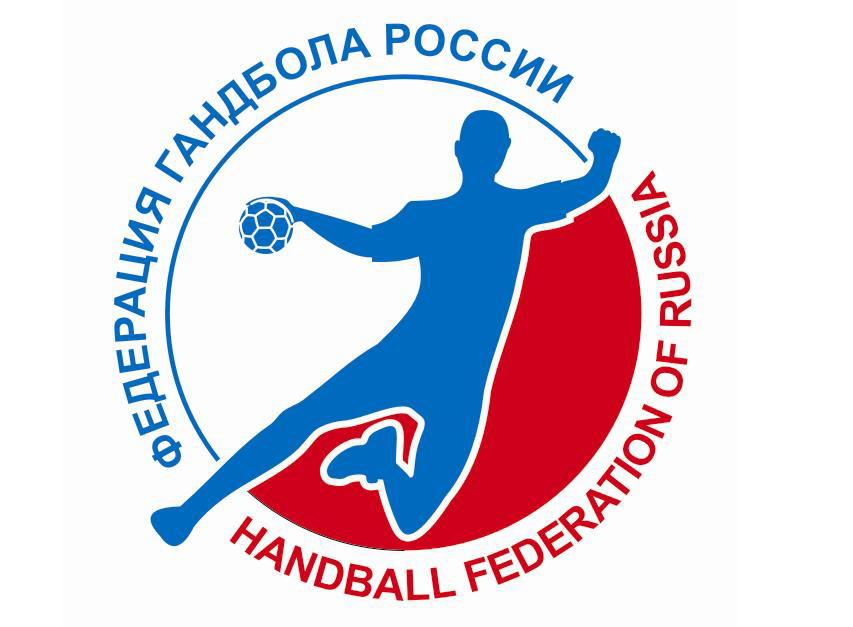 ФЕДЕРАЦИЯ ГАНДБОЛА РОССИИ
HANDBALL FEDERATION OF RUSSIA